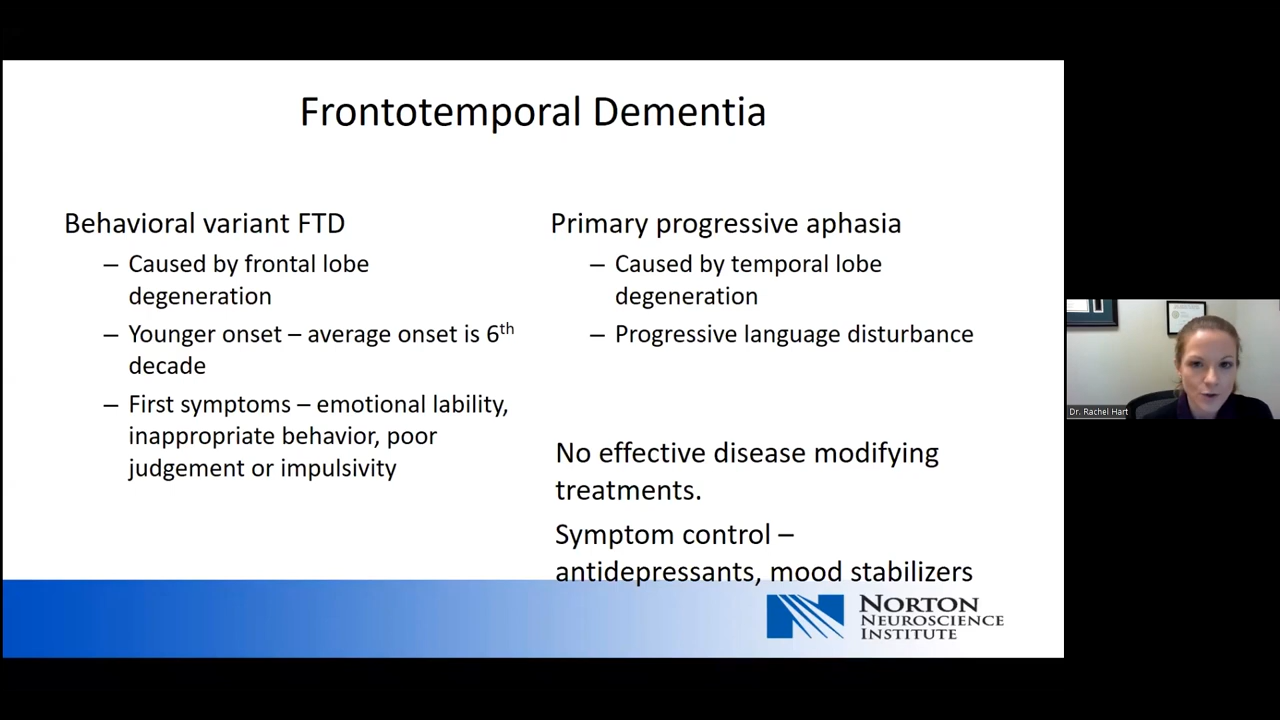 Frontotemporal Dementia
Behavioral variant FTD
– Caused by frontal lobe
degeneration
– Younger onset – average onset is 6th
decade
– First symptoms – emotional lability,
inappropriate behavior, poor
judgement or impulsivity
Primary progressive aphasia
– Caused by temporal lobe
degeneration
– Progressive language disturbance
No effective disease modifying
treatments.
Symptom control –
antidepressants, mood stabilizers
NORTON
NEUROSCIENCE
INSTITUTE
Dr. Rachel Hart